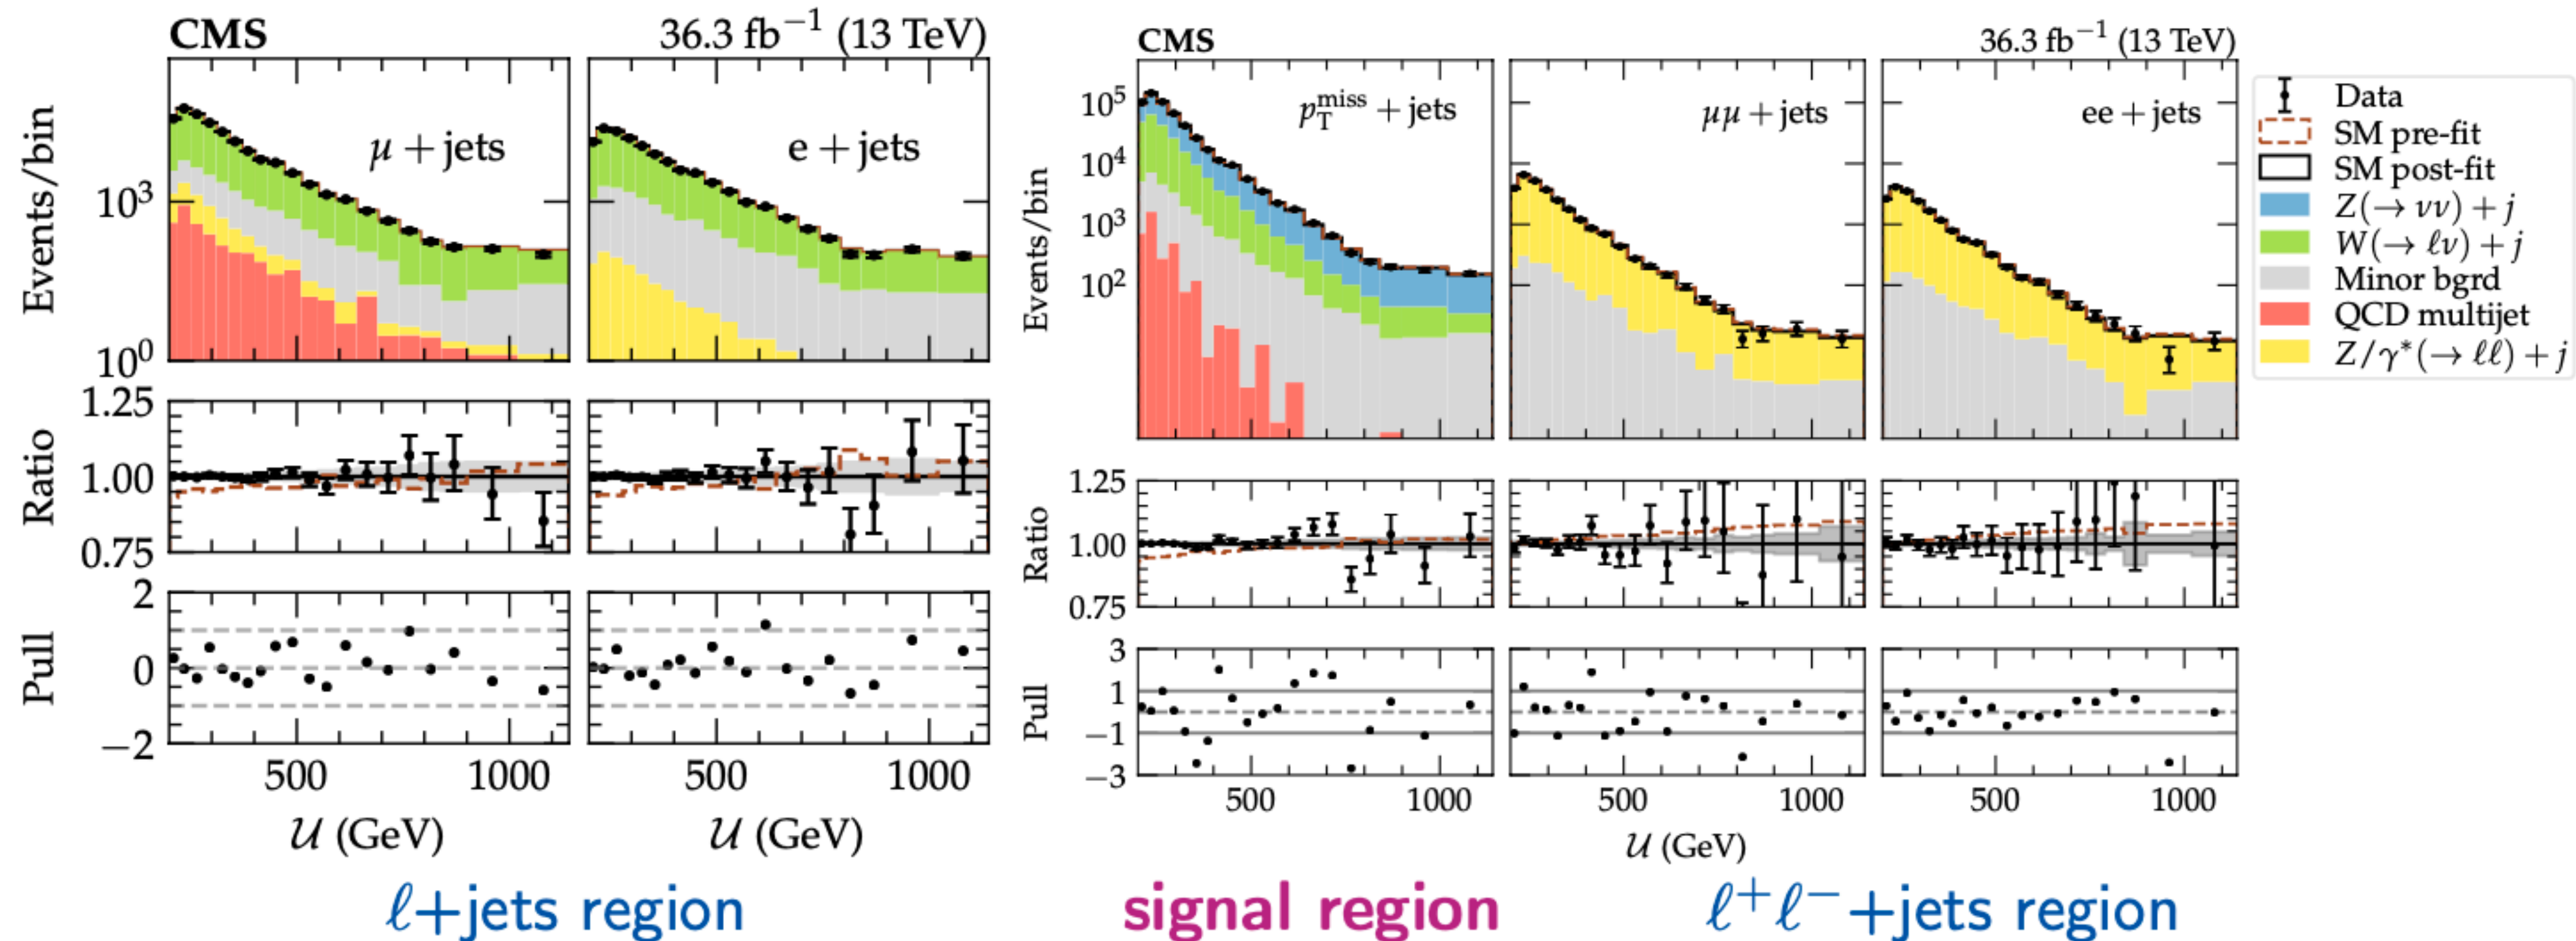 CMS
36.3 fb⁻¹ (13 TeV)
Events/bin
10³
10⁰
μ + jets
e + jets
Ratio
1.25
1.00
0.75
Pull
2
0
−2
500
1000
500
1000
𝒰 (GeV)
𝒰 (GeV)
ℓ+jets region
CMS
36.3 fb⁻¹ (13 TeV)
Events/bin
10⁵
10⁴
10³
10²
p_T^miss + jets
μμ + jets
ee + jets
Ratio
1.25
1.00
0.75
Pull
3
1
−1
−3
500
1000
500
1000
500
1000
𝒰 (GeV)
signal region
ℓ⁺ℓ⁻+jets region
Data
SM pre-fit
SM post-fit
Z(→ νν) + j
W(→ ℓν) + j
Minor bgrd
QCD multijet
Z/γ*(→ ℓℓ) + j